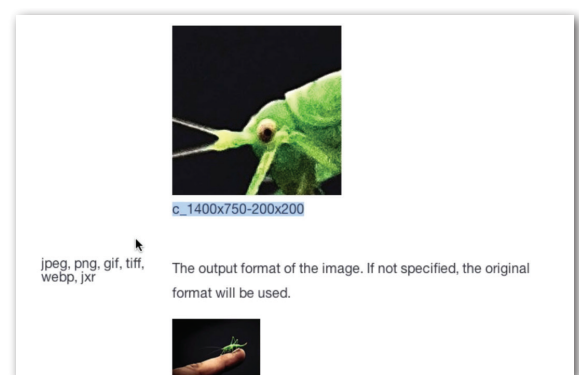 c_1400x750-200x200
jpeg, png, gif, tiff,
webp, jxr
The output format of the image. If not specified, the original
format will be used.